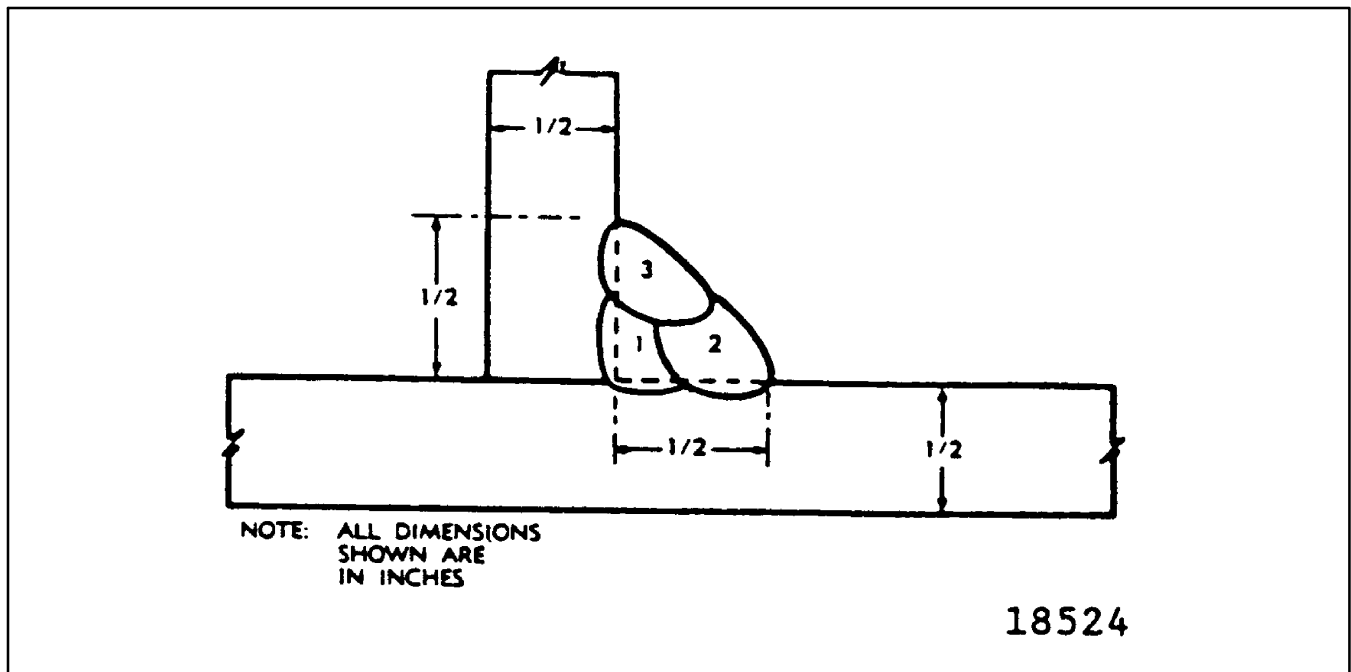 1/2
3
1/2
1
2
1/2
1/2
NOTE: ALL DIMENSIONS
SHOWN ARE
IN INCHES
18524